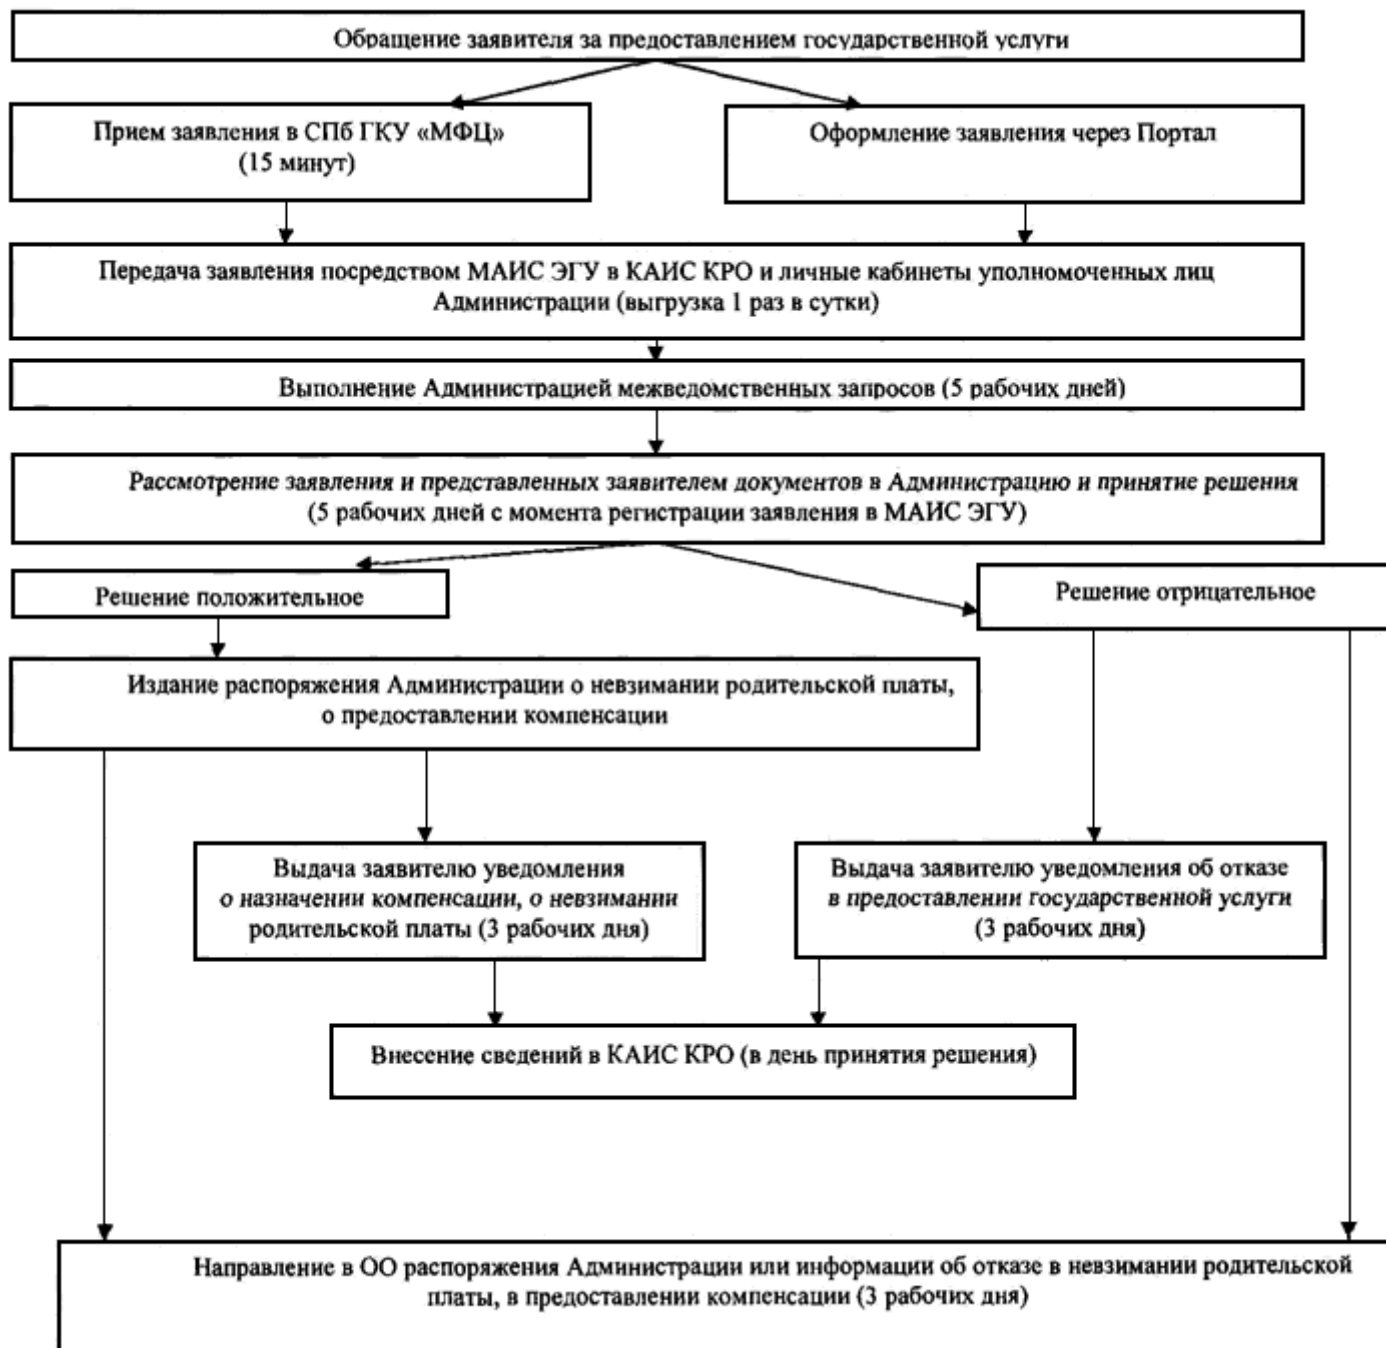 Обращение заявителя за предоставлением государственной услуги
Прием заявления в СПб ГКУ «МФЦ»
(15 минут)
Оформление заявления через Портал
Передача заявления посредством МАИС ЭГУ в КАИС КРО и личные кабинеты уполномоченных лиц
Администрации (выгрузка 1 раз в сутки)
Выполнение Администрацией межведомственных запросов (5 рабочих дней)
Рассмотрение заявления и представленных заявителем документов в Администрацию и принятие решения
(5 рабочих дней с момента регистрации заявления в МАИС ЭГУ)
Решение положительное
Решение отрицательное
Издание распоряжения Администрации о невзимании родительской платы,
о предоставлении компенсации
Выдача заявителю уведомления
о назначении компенсации, о невзимании
родительской платы (3 рабочих дня)
Выдача заявителю уведомления об отказе
в предоставлении государственной услуги
(3 рабочих дня)
Внесение сведений в КАИС КРО (в день принятия решения)
Направление в ОО распоряжения Администрации или информации об отказе в невзимании родительской
платы, в предоставлении компенсации (3 рабочих дня)